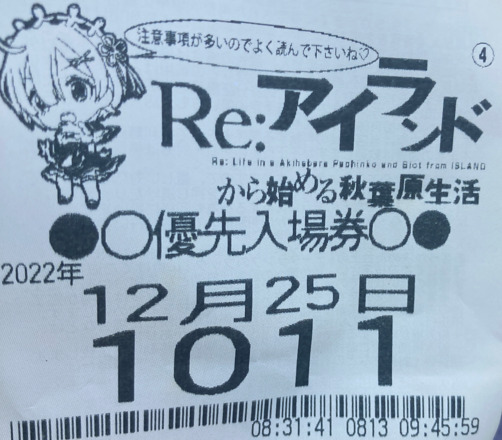 注意事項が多いのでよく読んで下さいね♡
④
Re:アイランド
Re: Life in a Akihabara Pachinko and Slot from ISLAND
から始める秋葉原生活
●○優先入場券○●
2022年
12月25日
1011
08:31:41 0813 09:45:59